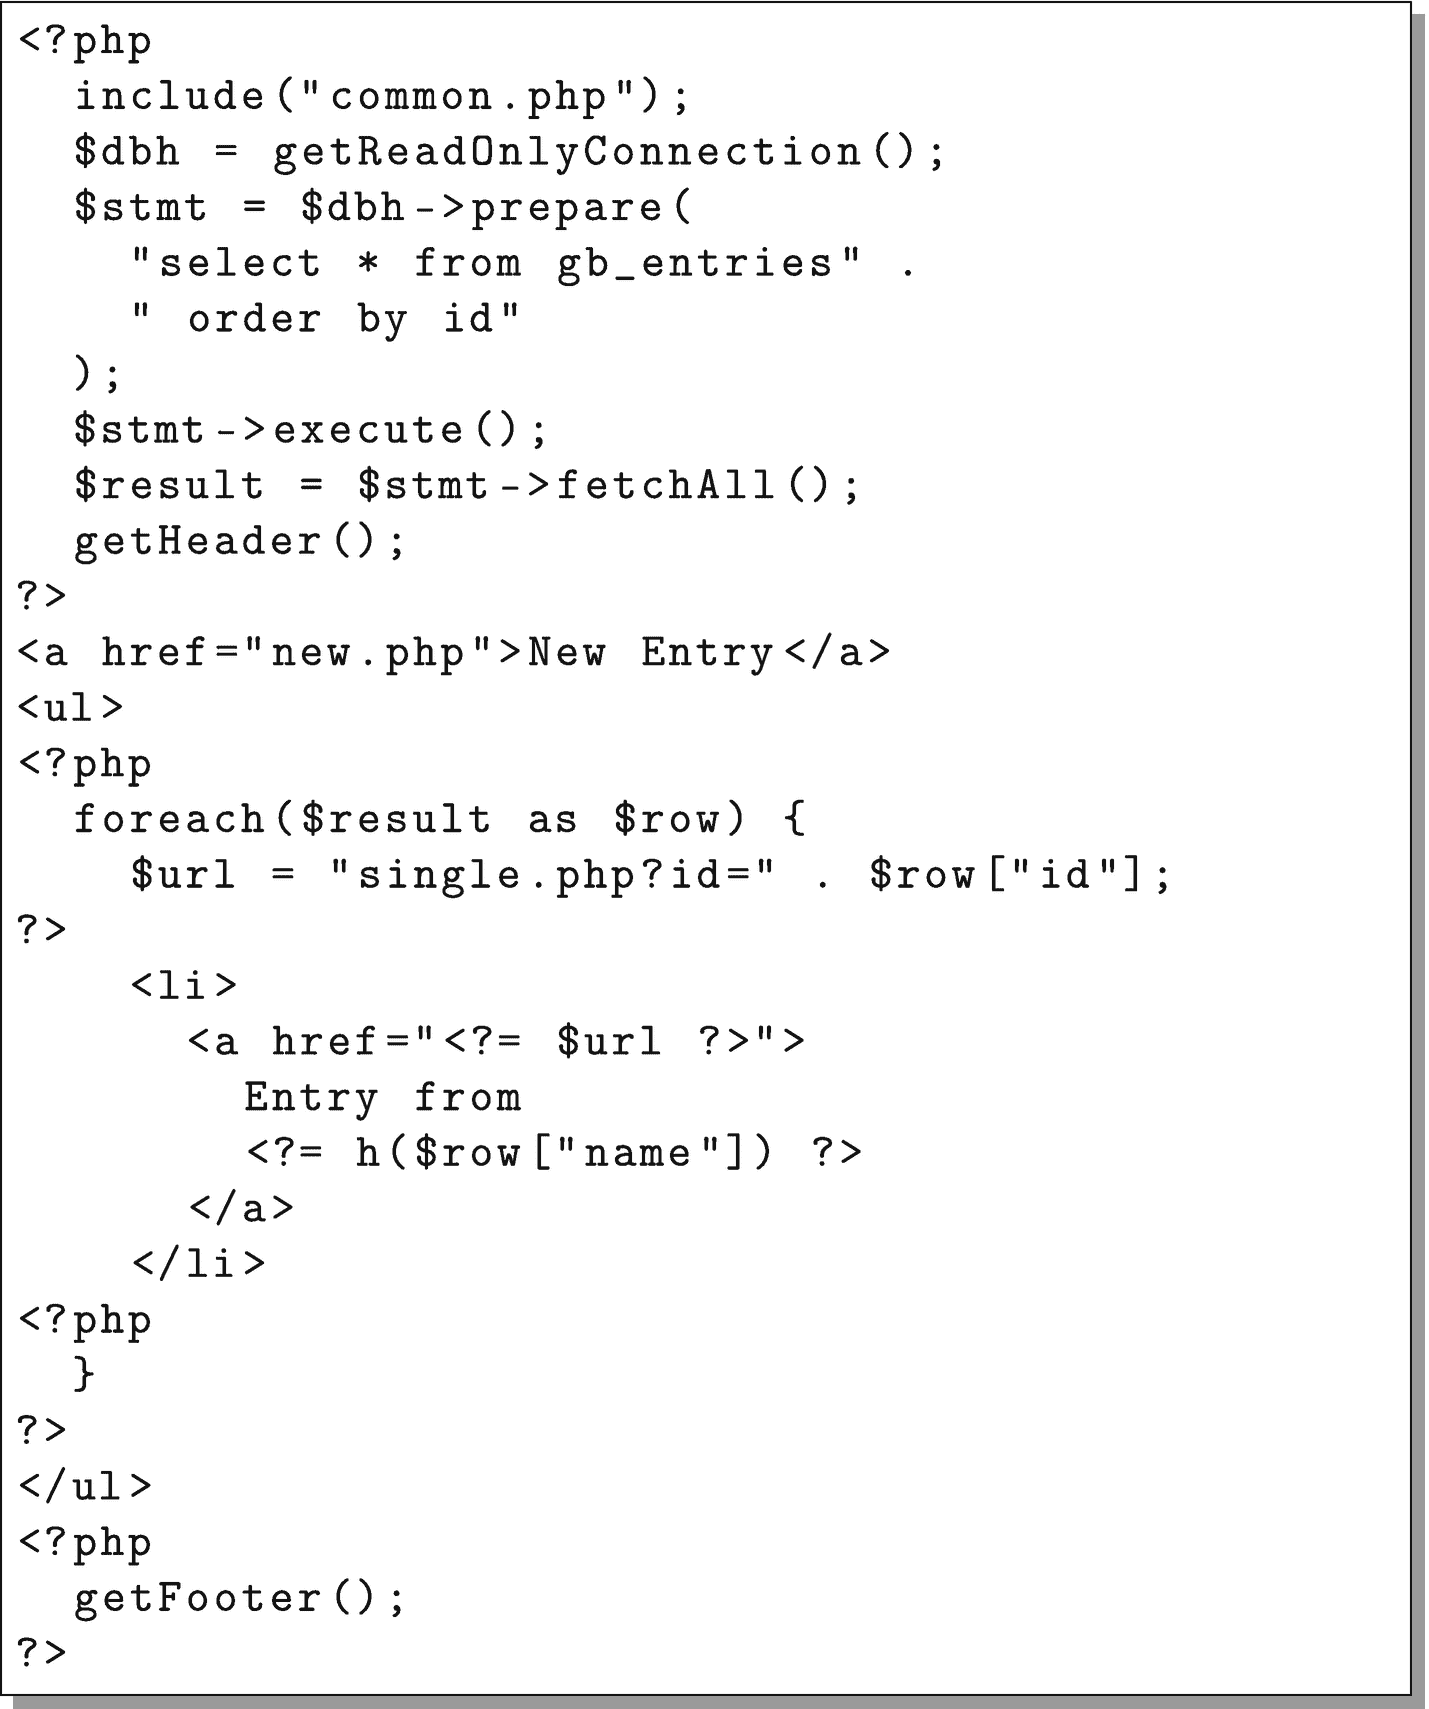 <?php
  include("common.php");
  $dbh = getReadOnlyConnection();
  $stmt = $dbh->prepare(
    "select * from gb_entries" .
    " order by id"
  );
  $stmt->execute();
  $result = $stmt->fetchAll();
  getHeader();
?>
<a href="new.php">New Entry</a>
<ul>
<?php
  foreach($result as $row) {
    $url = "single.php?id=" . $row["id"];
?>
    <li>
      <a href="<?= $url ?>">
        Entry from
        <?= h($row["name"]) ?>
      </a>
    </li>
<?php
  }
?>
</ul>
<?php
  getFooter();
?>